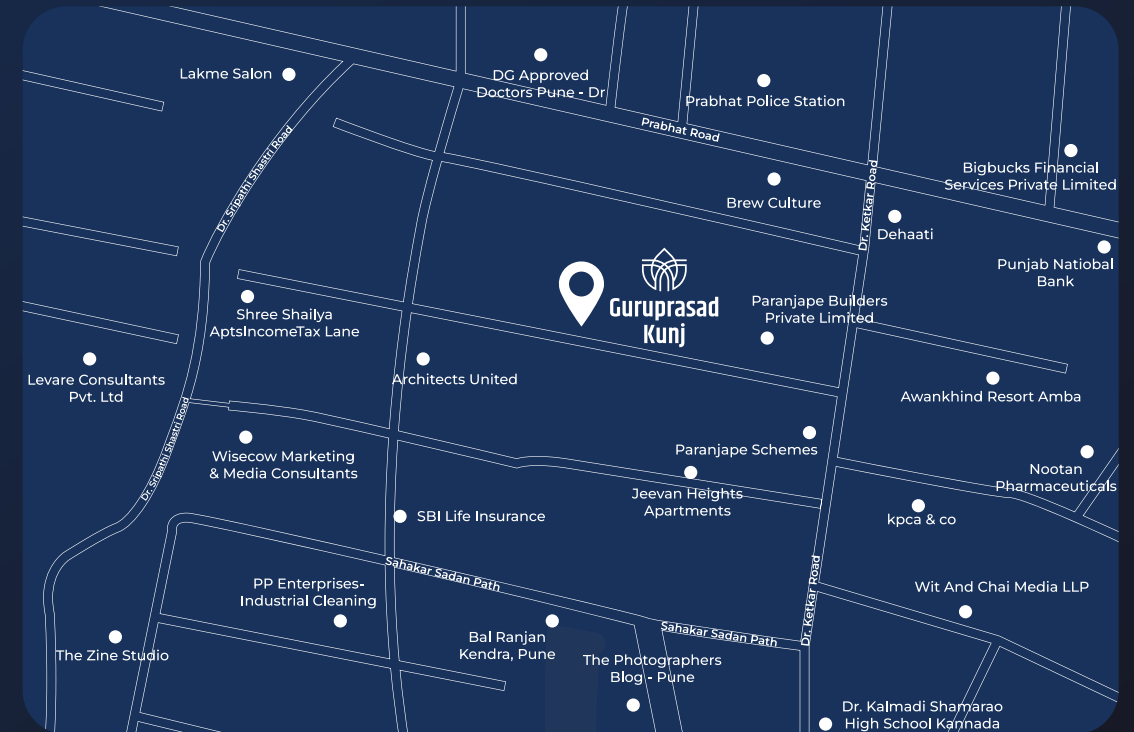 Lakme Salon
DG Approved
Doctors Pune - Dr
Prabhat Police Station
Prabhat Road
Dr. Sripathi Shastri Road
Bigbucks Financial
Services Private Limited
Brew Culture
Dr. Ketkar Road
Dehaati
Punjab Natiobal
Bank
Guruprasad
Kunj
Paranjape Builders
Private Limited
Shree Shailya
AptsIncomeTax Lane
Levare Consultants
Pvt. Ltd
Architects United
Awankhind Resort Amba
Dr. Sripathi Shastri Road
Wisecow Marketing
& Media Consultants
Paranjape Schemes
Nootan
Pharmaceuticals
Jeevan Heights
Apartments
SBI Life Insurance
kpca & co
Sahakar Sadan Path
PP Enterprises-
Industrial Cleaning
Dr. Ketkar Road
Wit And Chai Media LLP
Sahakar Sadan Path
Bal Ranjan
Kendra, Pune
The Zine Studio
The Photographers
Blog - Pune
Dr. Kalmadi Shamarao
High School Kannada